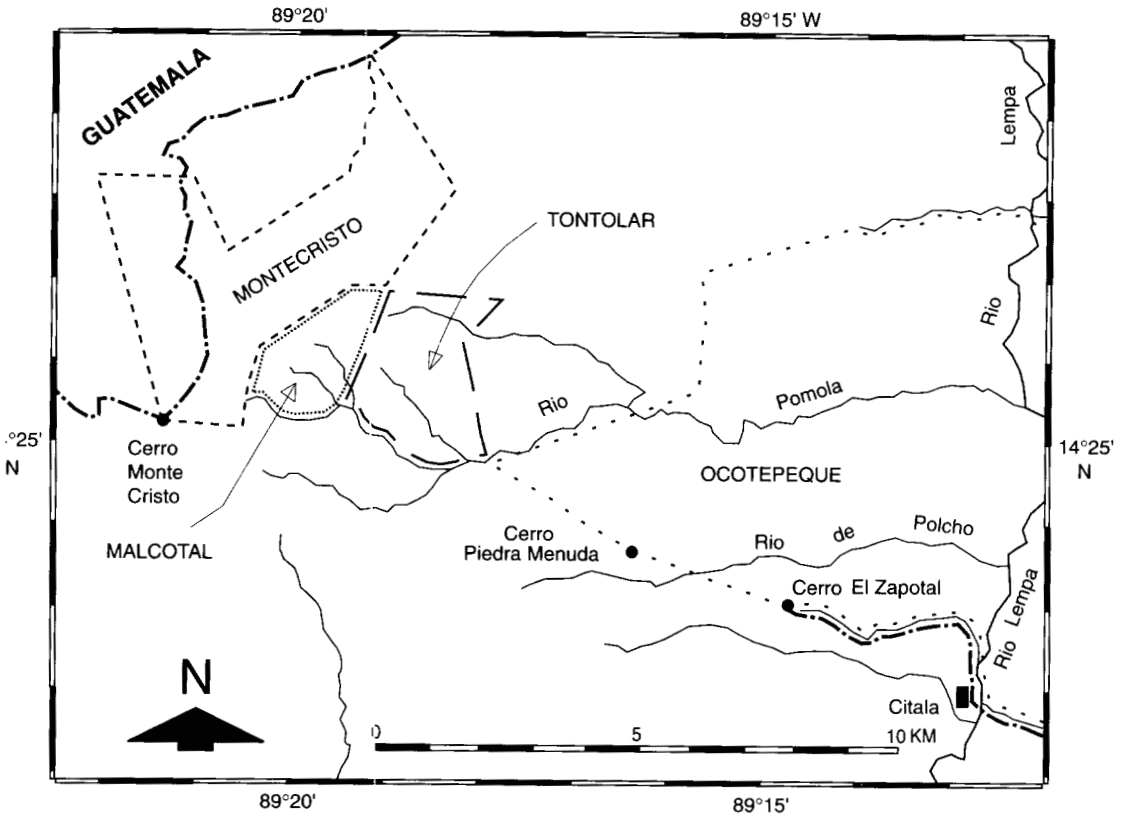 89°20'
89°15' W
GUATEMALA
Lempa
TONTOLAR
MONTECRISTO
Rio
Rio
Pomola
°25'
N
Cerro
Monte
Cristo
14°25'
N
OCOTEPEQUE
MALCOTAL
Cerro
Piedra Menuda
Rio de Polcho
Cerro El Zapotal
Rio Lempa
N
Citala
0
5
10 KM
89°20'
89°15'